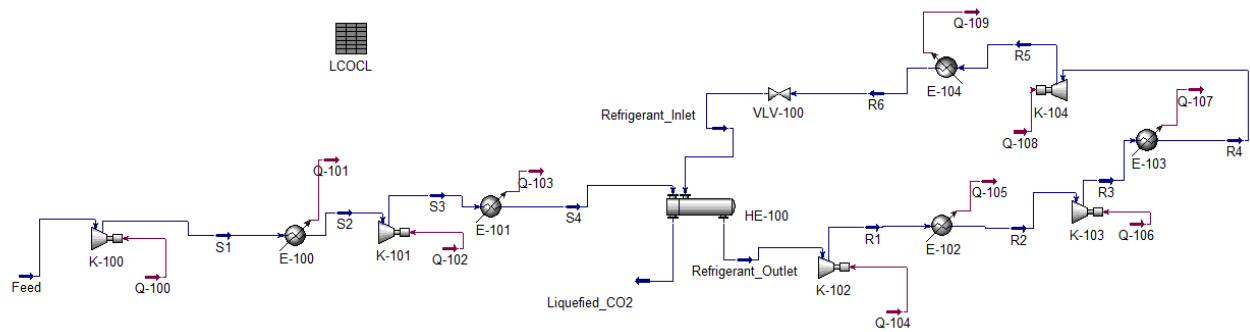 Q-109
LCOCL
R5
E-104
R6
VLV-100
K-104
Q-107
Refrigerant_Inlet
Q-108
E-103
R4
Q-101
Q-103
Q-105
R3
S3
S4
S2
E-101
HE-100
R2
K-103
Q-106
S1
E-100
K-101
Q-102
R1
E-102
K-100
Refrigerant_Outlet
Feed
Q-100
K-102
Liquefied_CO2
Q-104